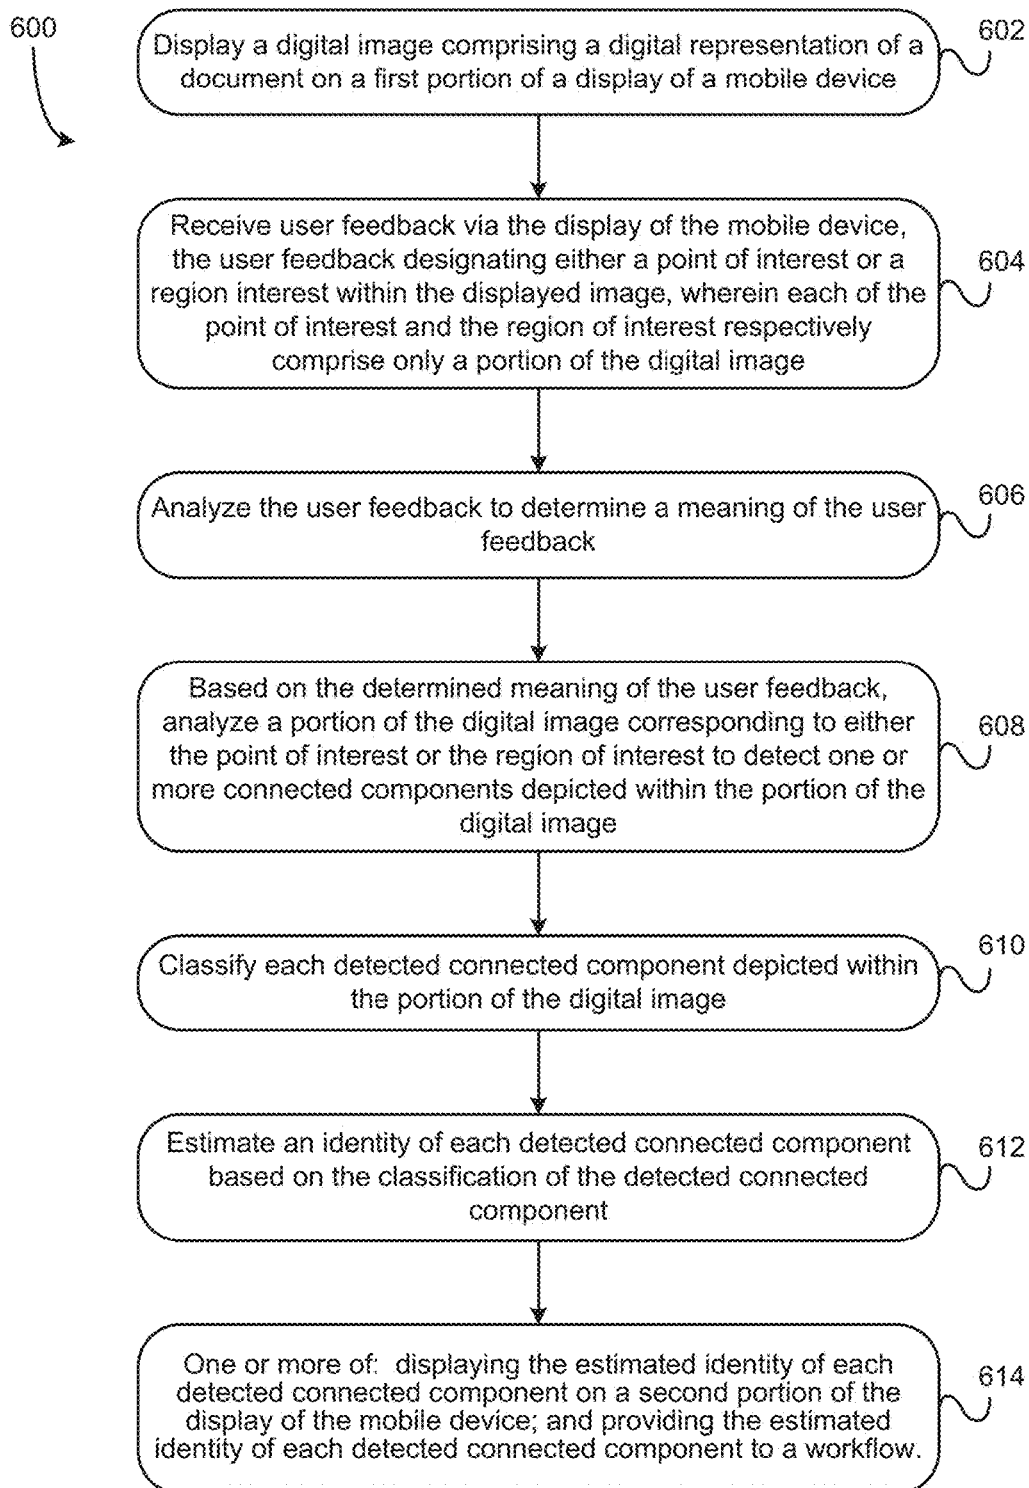 600
Display a digital image comprising a digital representation of a
document on a first portion of a display of a mobile device
602
Receive user feedback via the display of the mobile device,
the user feedback designating either a point of interest or a
region interest within the displayed image, wherein each of the
point of interest and the region of interest respectively
comprise only a portion of the digital image
604
Analyze the user feedback to determine a meaning of the user
feedback
606
Based on the determined meaning of the user feedback,
analyze a portion of the digital image corresponding to either
the point of interest or the region of interest to detect one or
more connected components depicted within the portion of the
digital image
608
Classify each detected connected component depicted within
the portion of the digital image
610
Estimate an identity of each detected connected component
based on the classification of the detected connected
component
612
One or more of: displaying the estimated identity of each
detected connected component on a second portion of the
display of the mobile device; and providing the estimated
identity of each detected connected component to a workflow.
614